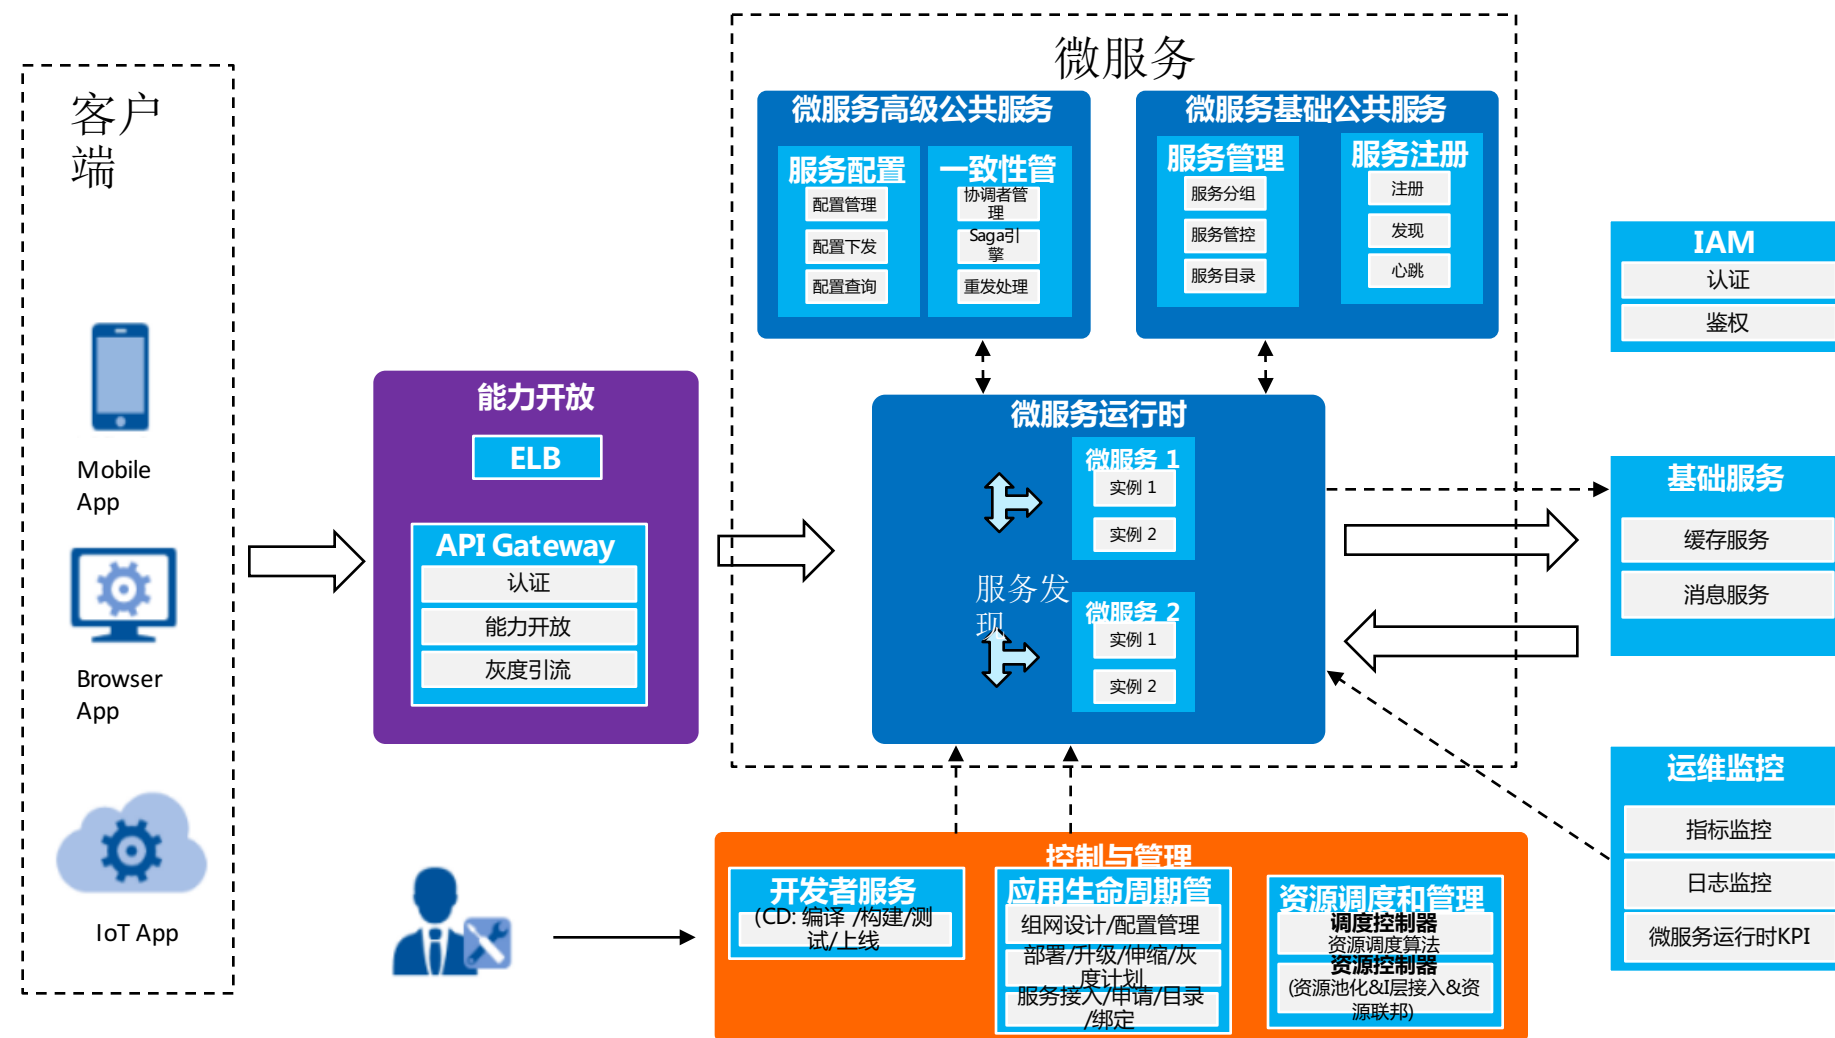 客户
端
Mobile
App
Browser
App
IoT App
能力开放
ELB
API Gateway
认证
能力开放
灰度引流
微服务
微服务高级公共服务
服务配置
配置管理
配置下发
配置查询
一致性管
协调者管
理
Saga引
擎
重发处理
微服务基础公共服务
服务管理
服务分组
服务管控
服务目录
服务注册
注册
发现
心跳
微服务运行时
微服务 1
实例 1
实例 2
服务发
现
微服务 2
实例 1
实例 2
IAM
认证
鉴权
基础服务
缓存服务
消息服务
运维监控
指标监控
日志监控
微服务运行时KPI
控制与管理
开发者服务
(CD: 编译 /构建/测
试/上线
应用生命周期管
组网设计/配置管理
部署/升级/伸缩/灰
度计划
服务接入/申请/目录
/绑定
资源调度和管理
调度控制器
资源调度算法
资源控制器
(资源池化&I层接入&资
源联邦)